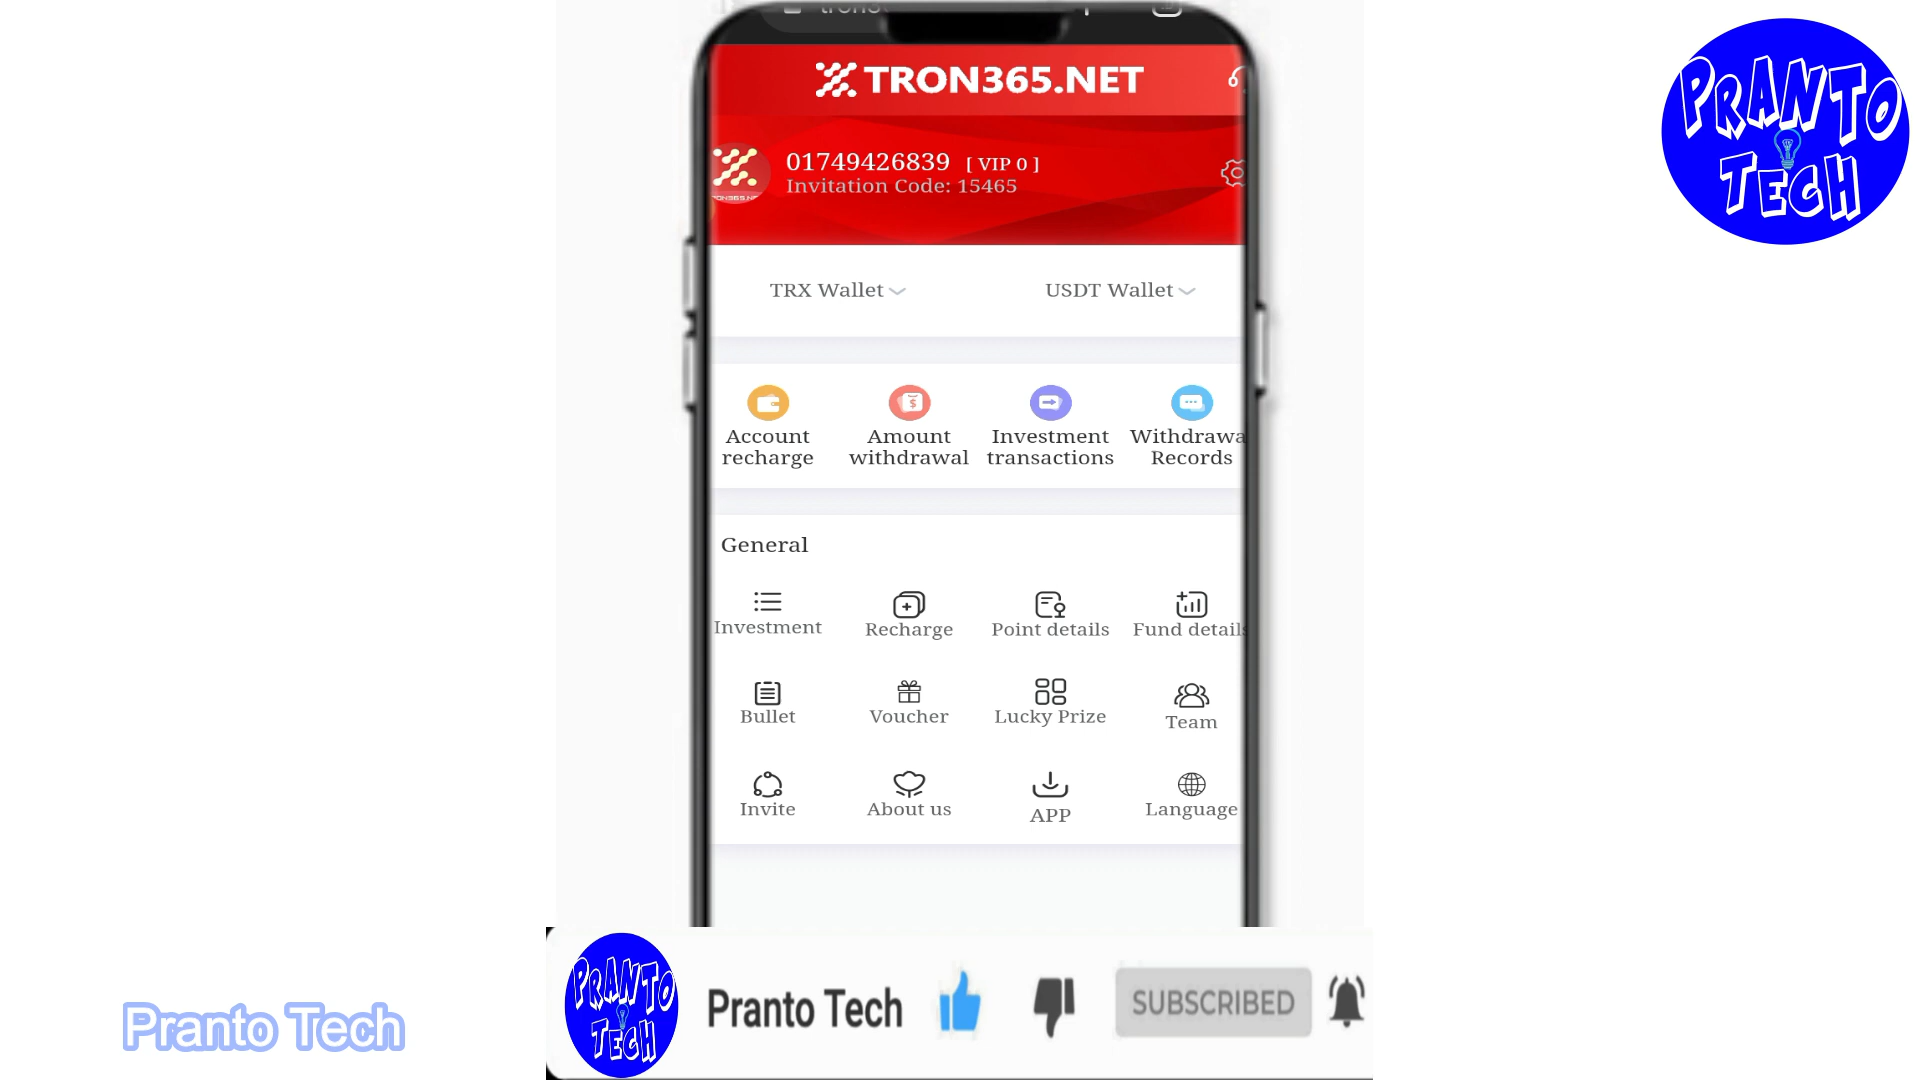 TRON365.NET
PRANTO
TECH
01749426839 [ VIP 0 ]
Invitation Code: 15465
TRX Wallet
USDT Wallet
Account recharge
Amount withdrawal
Investment transactions
Withdrawa Records
General
Investment
Recharge
Point details
Fund details
Bullet
Voucher
Lucky Prize
Team
Invite
About us
APP
Language
PRANTO
TECH
Pranto Tech
SUBSCRIBED
Pranto Tech